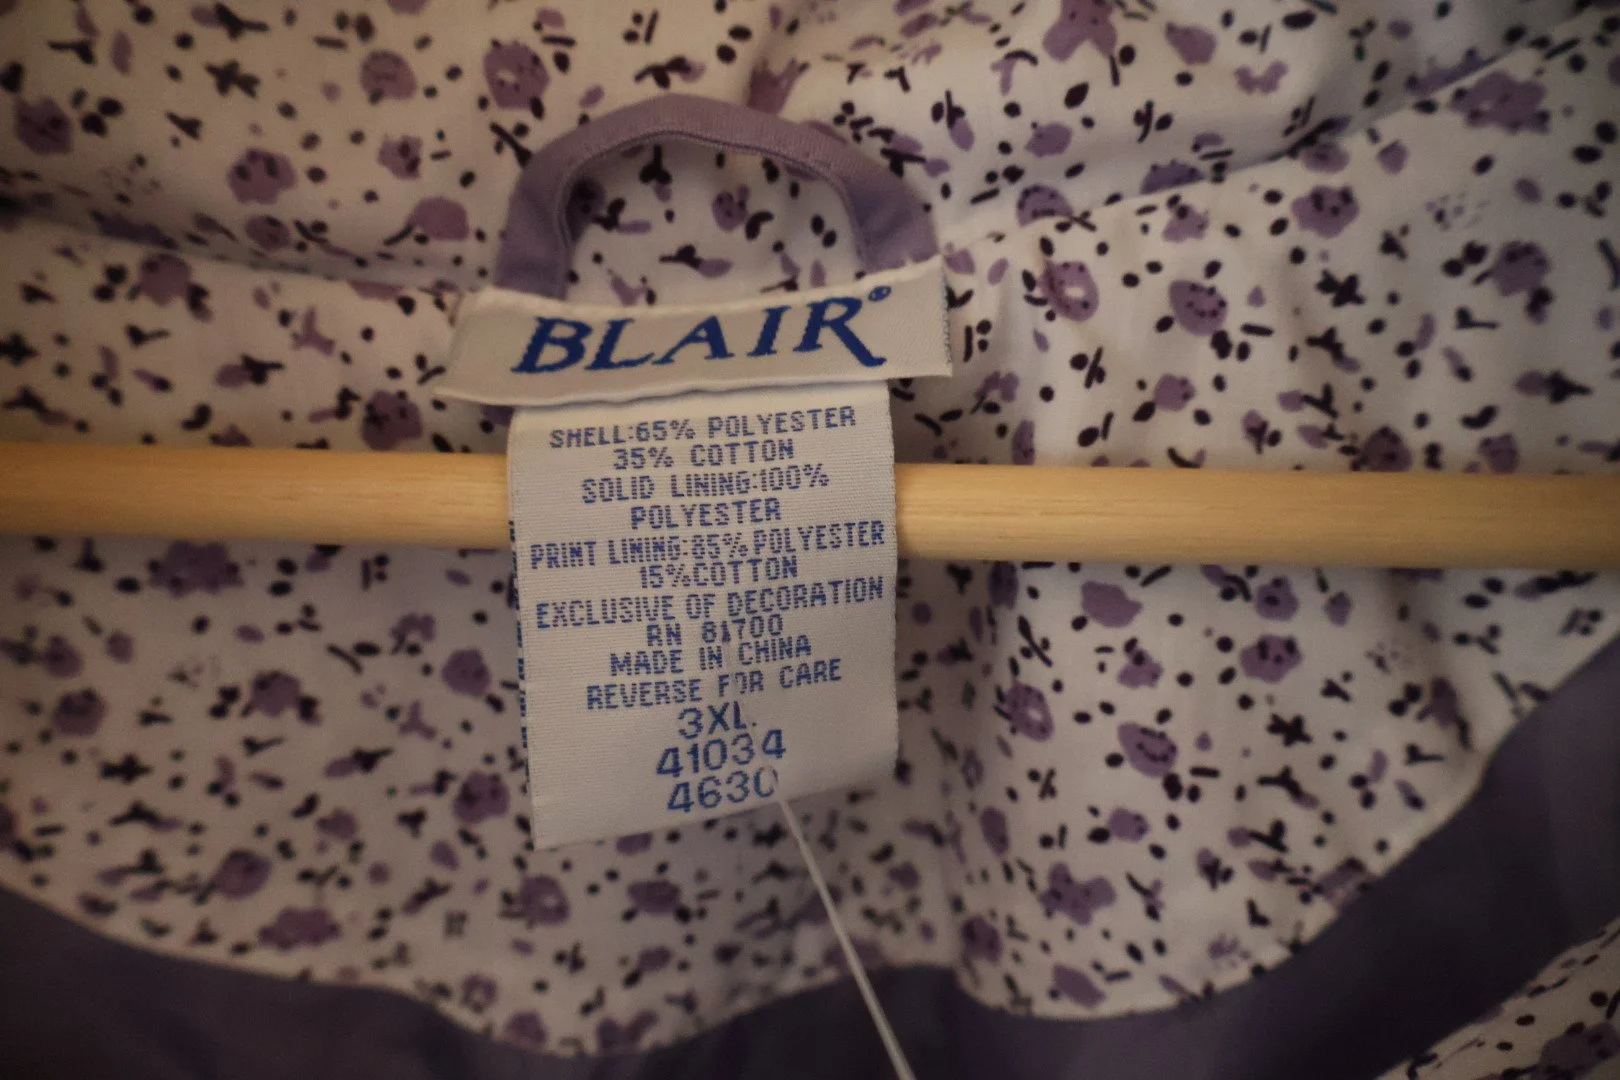 BLAIR®
SHELL:65% POLYESTER
35% COTTON
SOLID LINING:100%
POLYESTER
PRINT LINING:85%POLYESTER
15%COTTON
EXCLUSIVE OF DECORATION
RN 81700
MADE IN CHINA
REVERSE FOR CARE
3XL
41034
4630